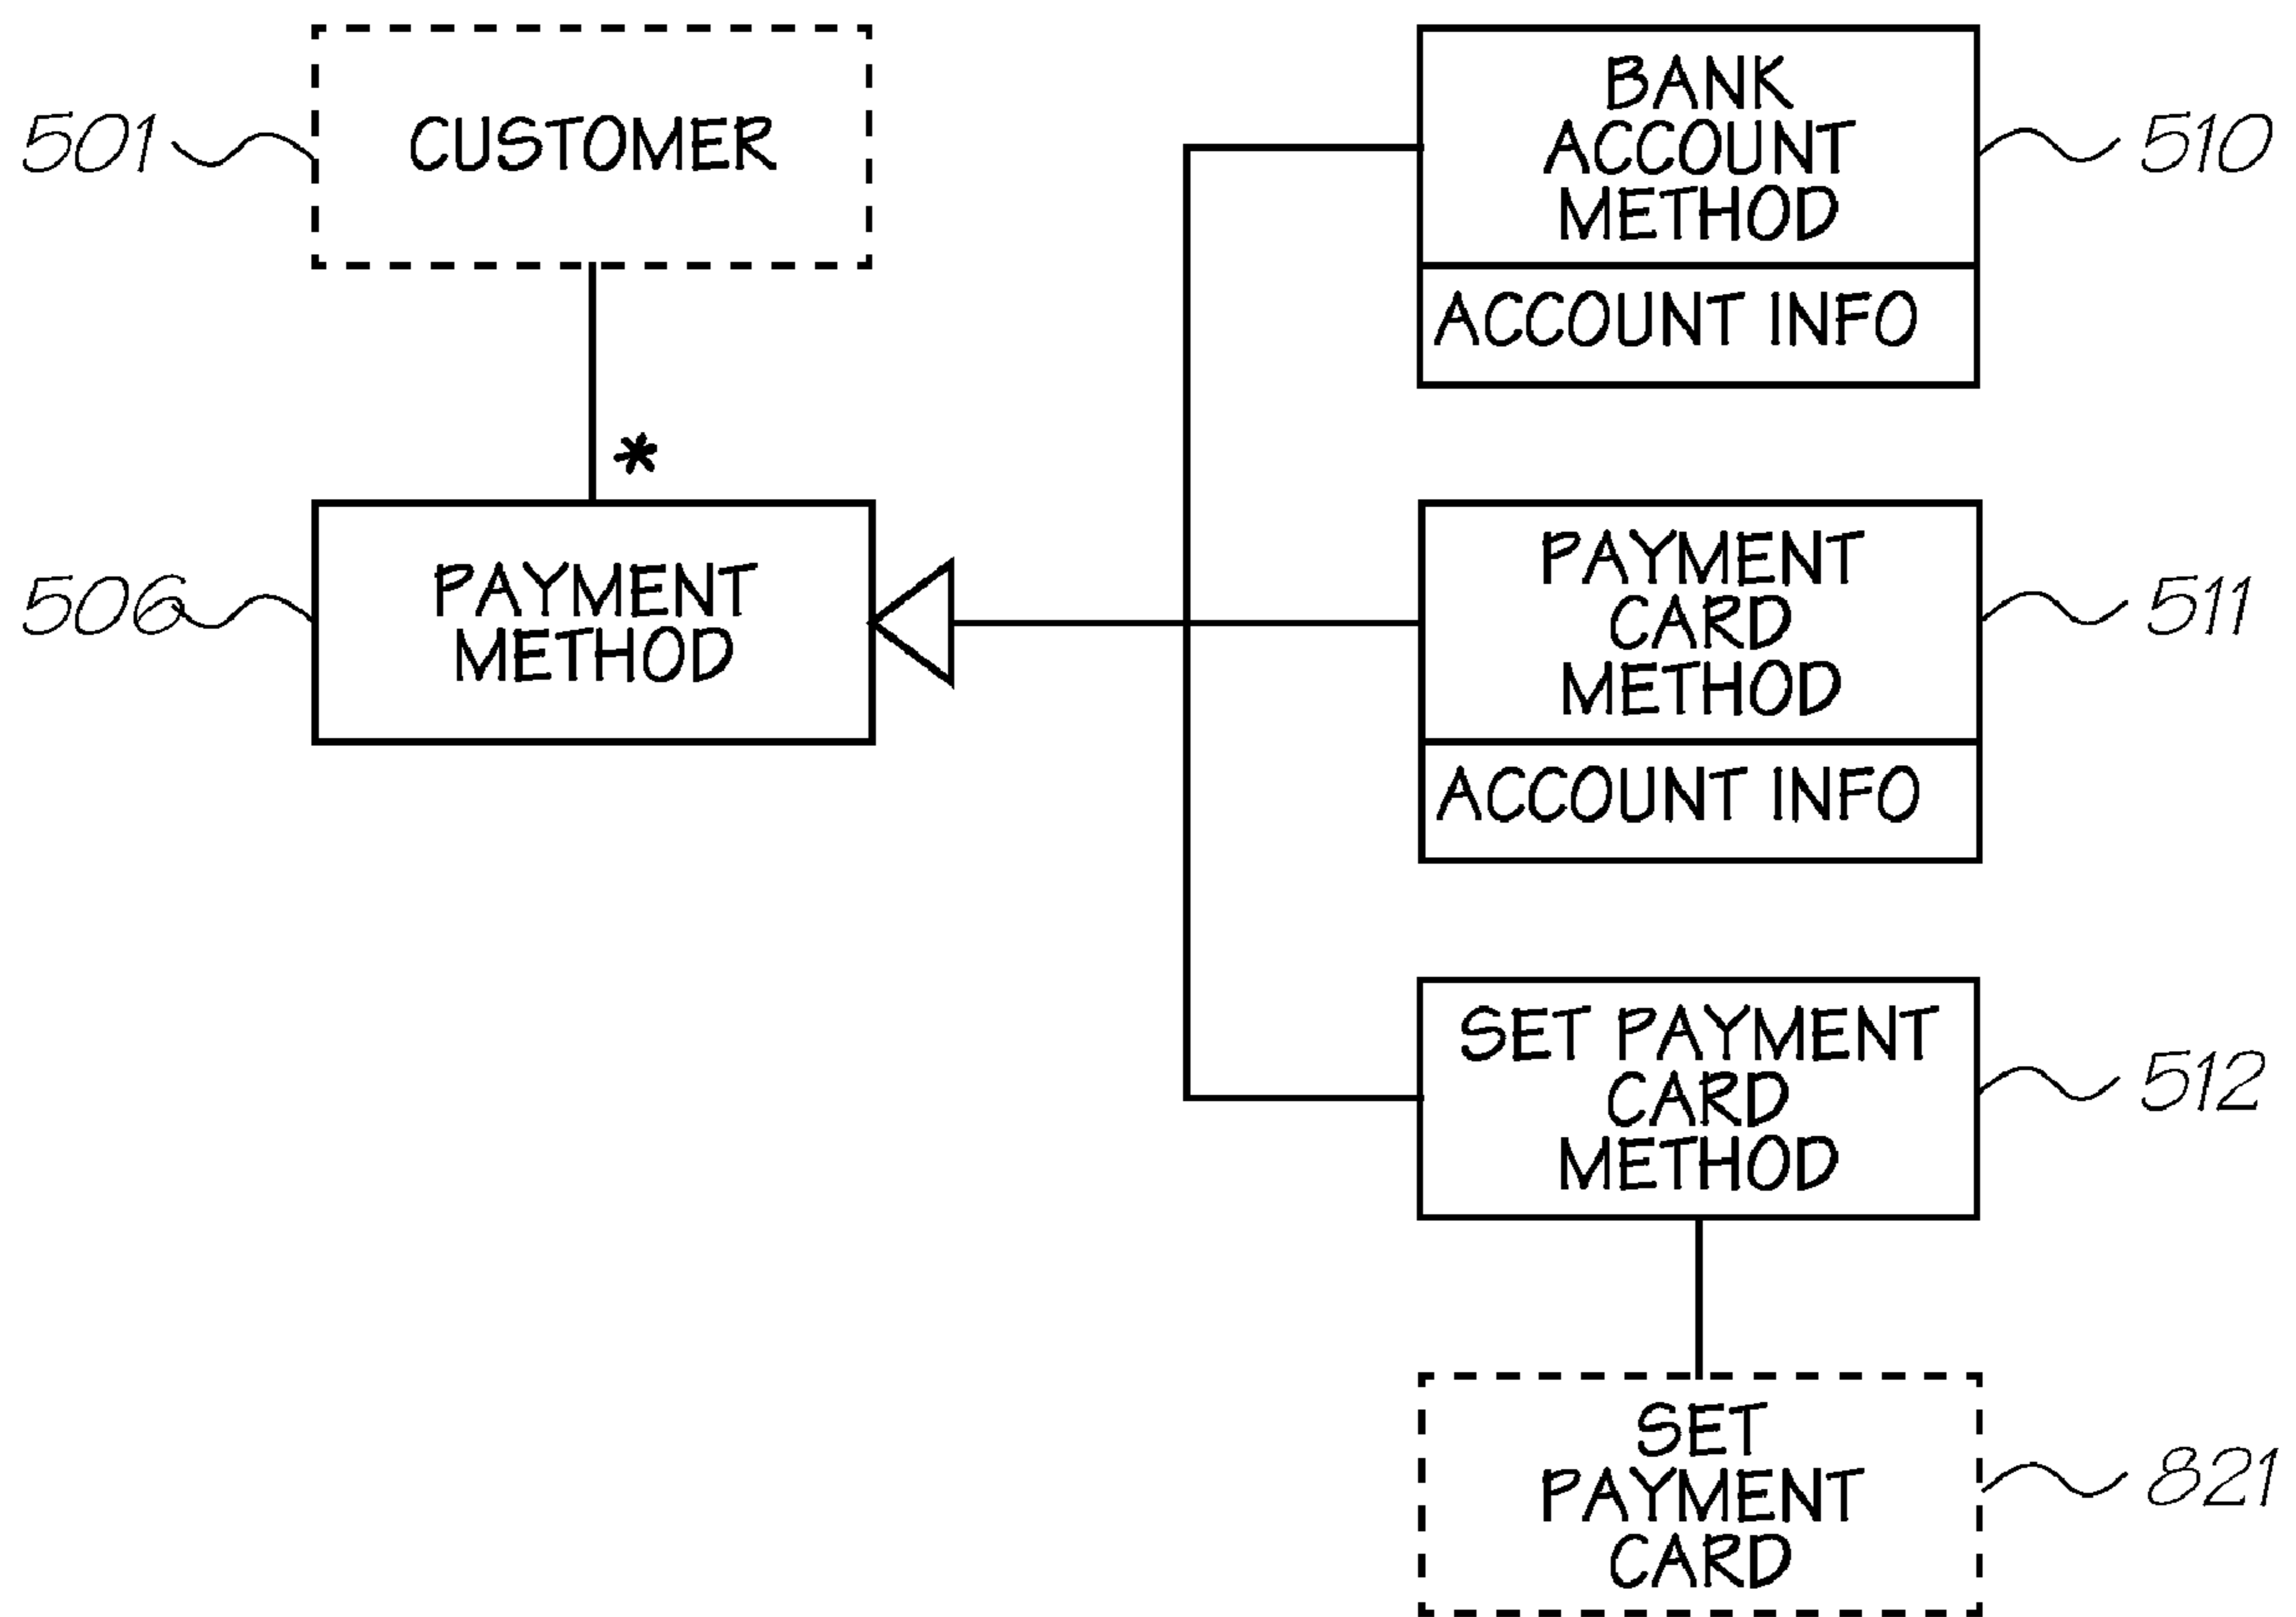 501
CUSTOMER
BANK
ACCOUNT
METHOD
510
ACCOUNT INFO
*
506
PAYMENT
METHOD
PAYMENT
CARD
METHOD
511
ACCOUNT INFO
SET PAYMENT
CARD
METHOD
512
SET
PAYMENT
CARD
821